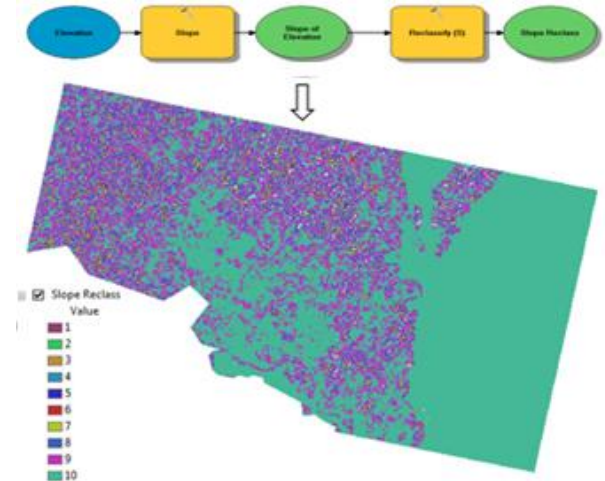 Elevation
Slope
Slope of
Elevation
Reclassify (5)
Slope Reclass
Slope Reclass
Value
1
2
3
4
5
6
7
8
9
10